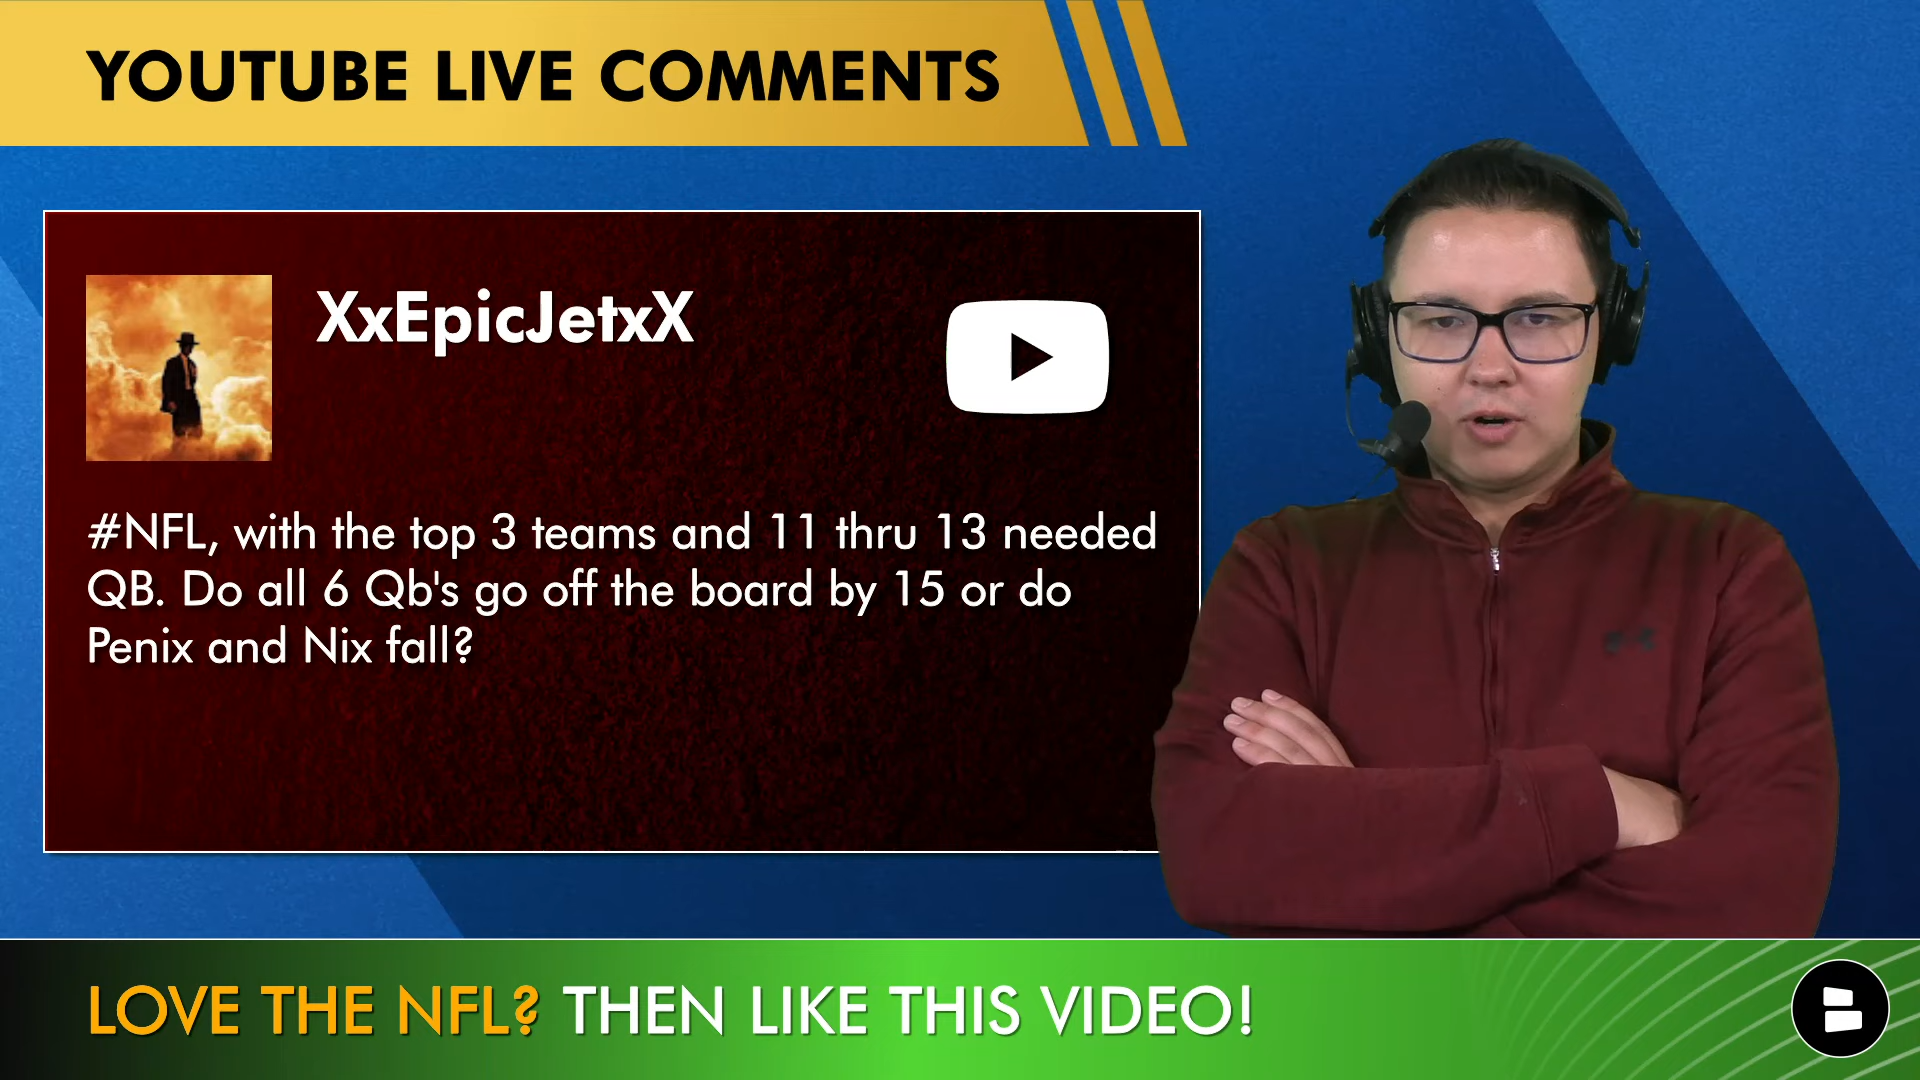 YOUTUBE LIVE COMMENTS
XxEpicJetxX
#NFL, with the top 3 teams and 11 thru 13 needed
QB. Do all 6 Qb's go off the board by 15 or do
Penix and Nix fall?
LOVE THE NFL? THEN LIKE THIS VIDEO!